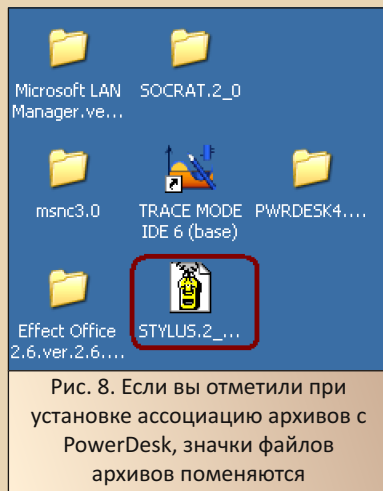 Microsoft LAN
Manager.ve...
SOCRAT.2_0
msnc3.0
TRACE MODE
IDE 6 (base)
PWRDESK4....
Effect Office
2.6.ver.2.6....
STYLUS.2_...
Рис. 8. Если вы отметили при
установке ассоциацию архивов с
PowerDesk, значки файлов
архивов поменяются